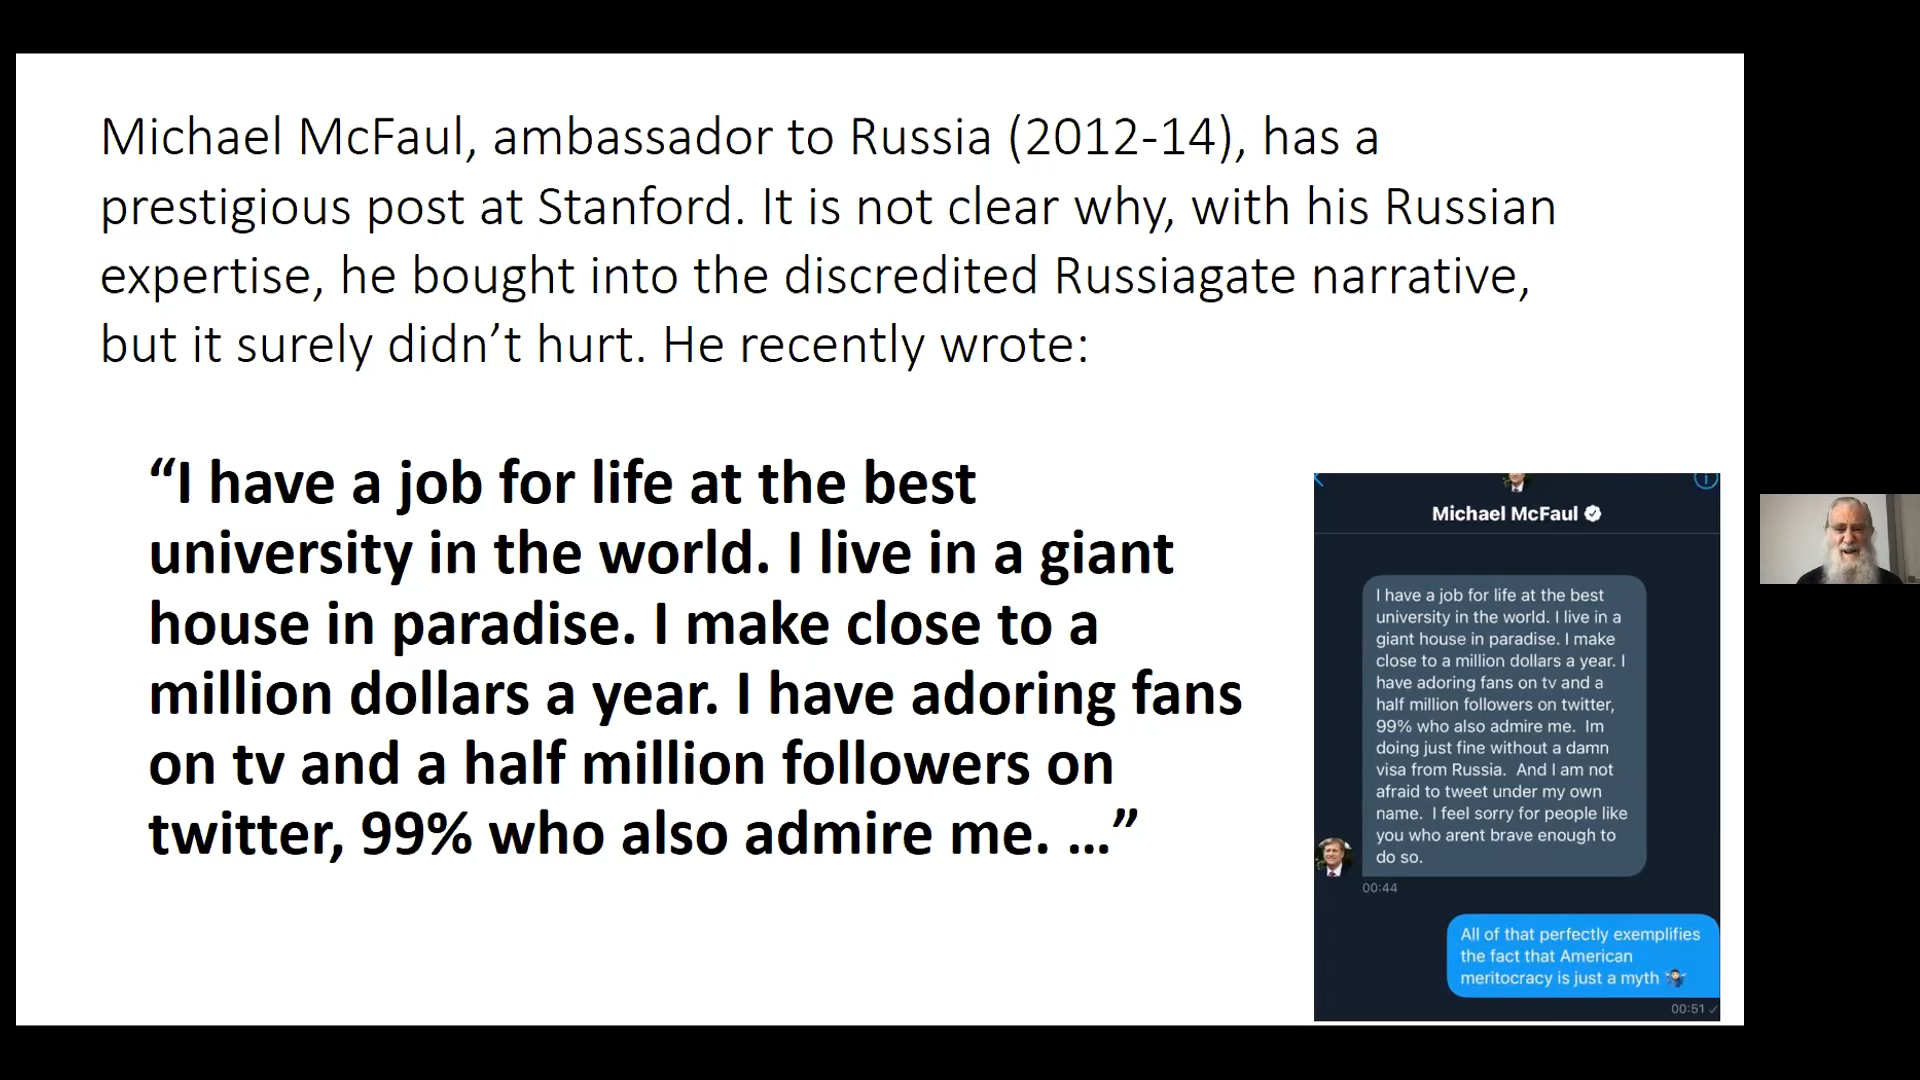 Michael McFaul, ambassador to Russia (2012-14), has a
prestigious post at Stanford. It is not clear why, with his Russian
expertise, he bought into the discredited Russiagate narrative,
but it surely didn’t hurt. He recently wrote:
“I have a job for life at the best
university in the world. I live in a giant
house in paradise. I make close to a
million dollars a year. I have adoring fans
on tv and a half million followers on
twitter, 99% who also admire me. …”
Michael McFaul
I have a job for life at the best
university in the world. I live in a
giant house in paradise. I make
close to a million dollars a year. I
have adoring fans on tv and a
half million followers on twitter,
99% who also admire me.  Im
doing just fine without a damn
visa from Russia.  And I am not
afraid to tweet under my own
name.  I feel sorry for people like
you who arent brave enough to
do so.
00:44
All of that perfectly exemplifies
the fact that American
meritocracy is just a myth
00:51